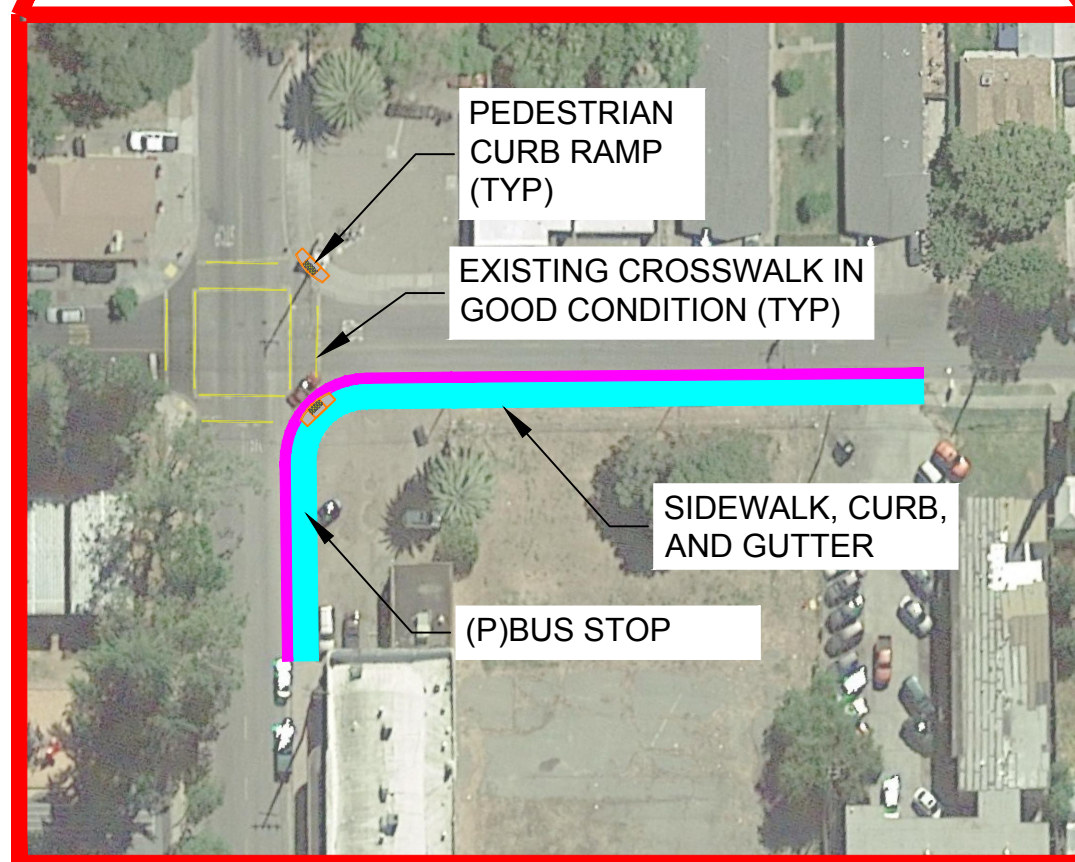 PEDESTRIAN
CURB RAMP
(TYP)
EXISTING CROSSWALK IN
GOOD CONDITION (TYP)
SIDEWALK, CURB,
AND GUTTER
(P)BUS STOP